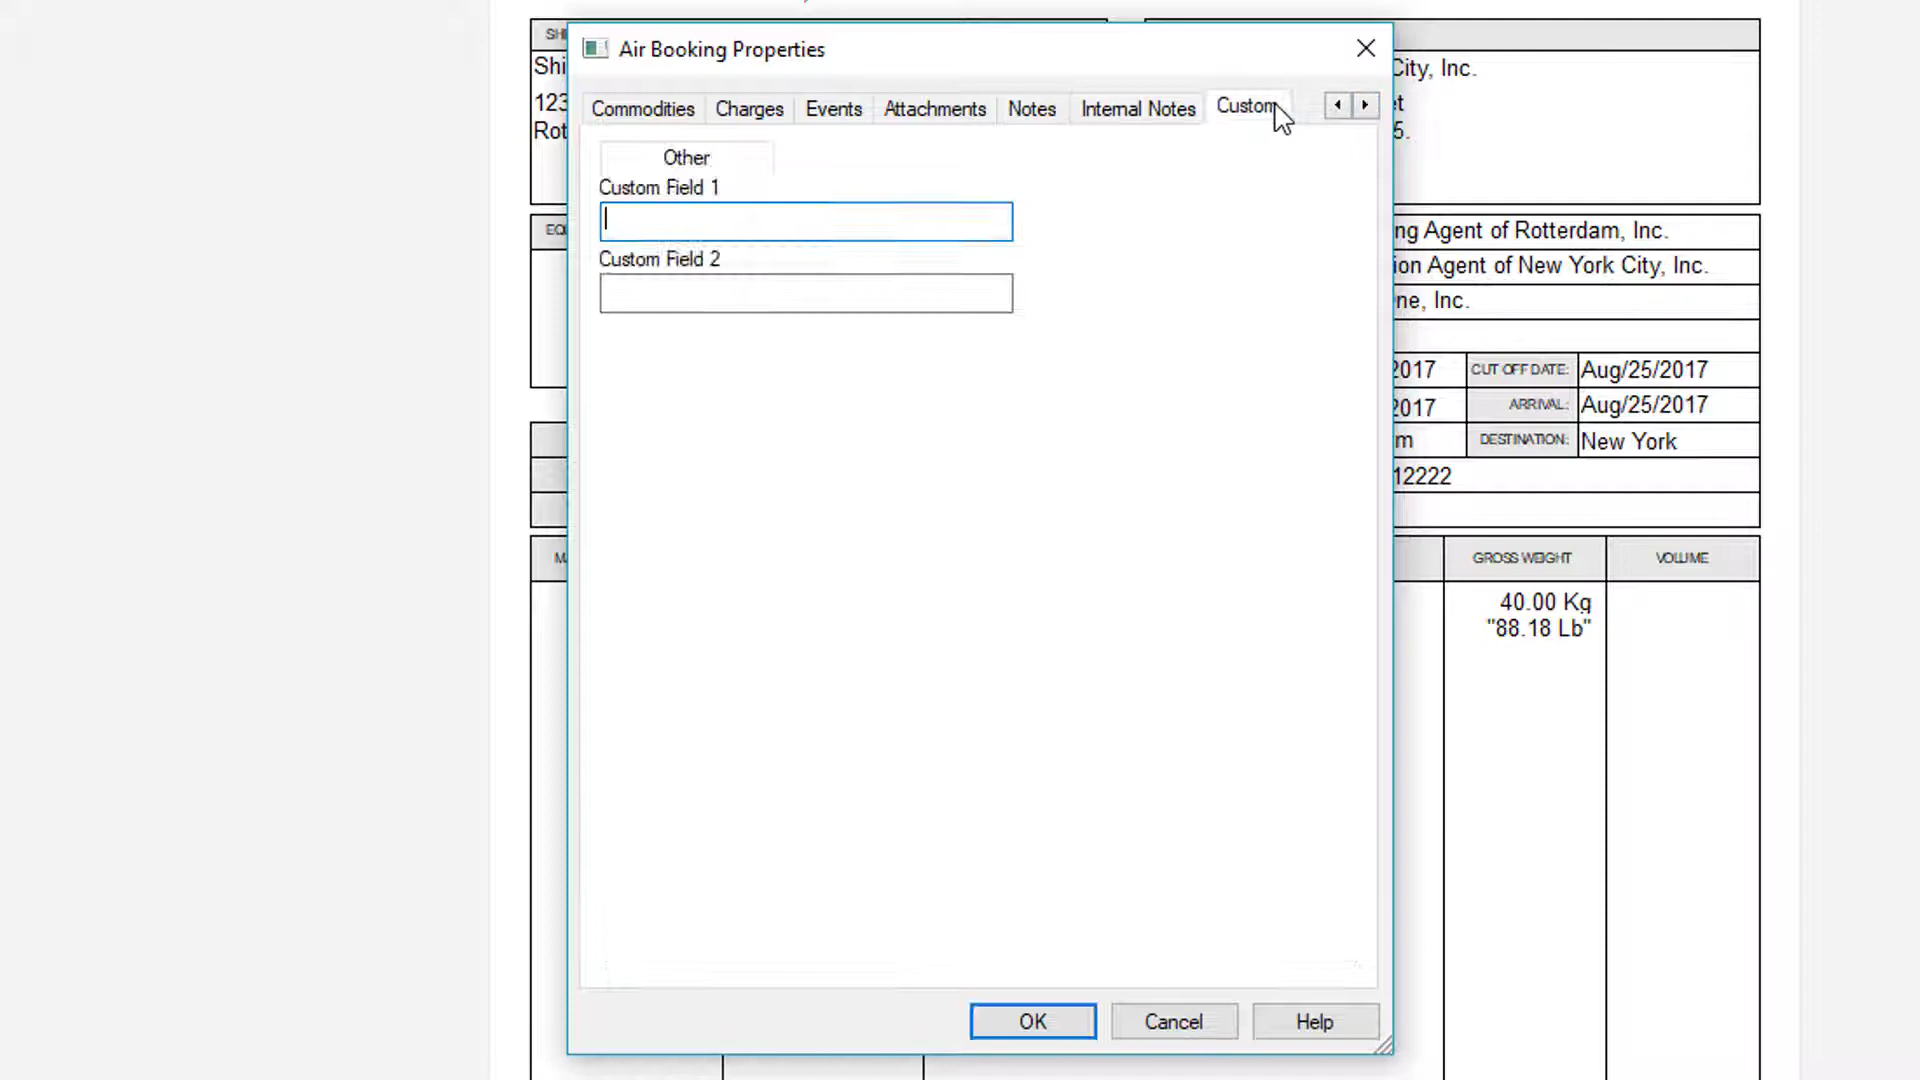 Air Booking Properties
Commodities Charges Events Attachments Notes Internal Notes Custom
Other
Custom Field 1
Custom Field 2
OK Cancel Help
Shi
123
Rot
City, Inc.
5.
ng Agent of Rotterdam, Inc.
ion Agent of New York City, Inc.
ne, Inc.
2017 CUT OFF DATE: Aug/25/2017
2017 ARRIVAL: Aug/25/2017
m DESTINATION: New York
12222
GROSS WEIGHT VOLUME
40.00 Kg
"88.18 Lb"